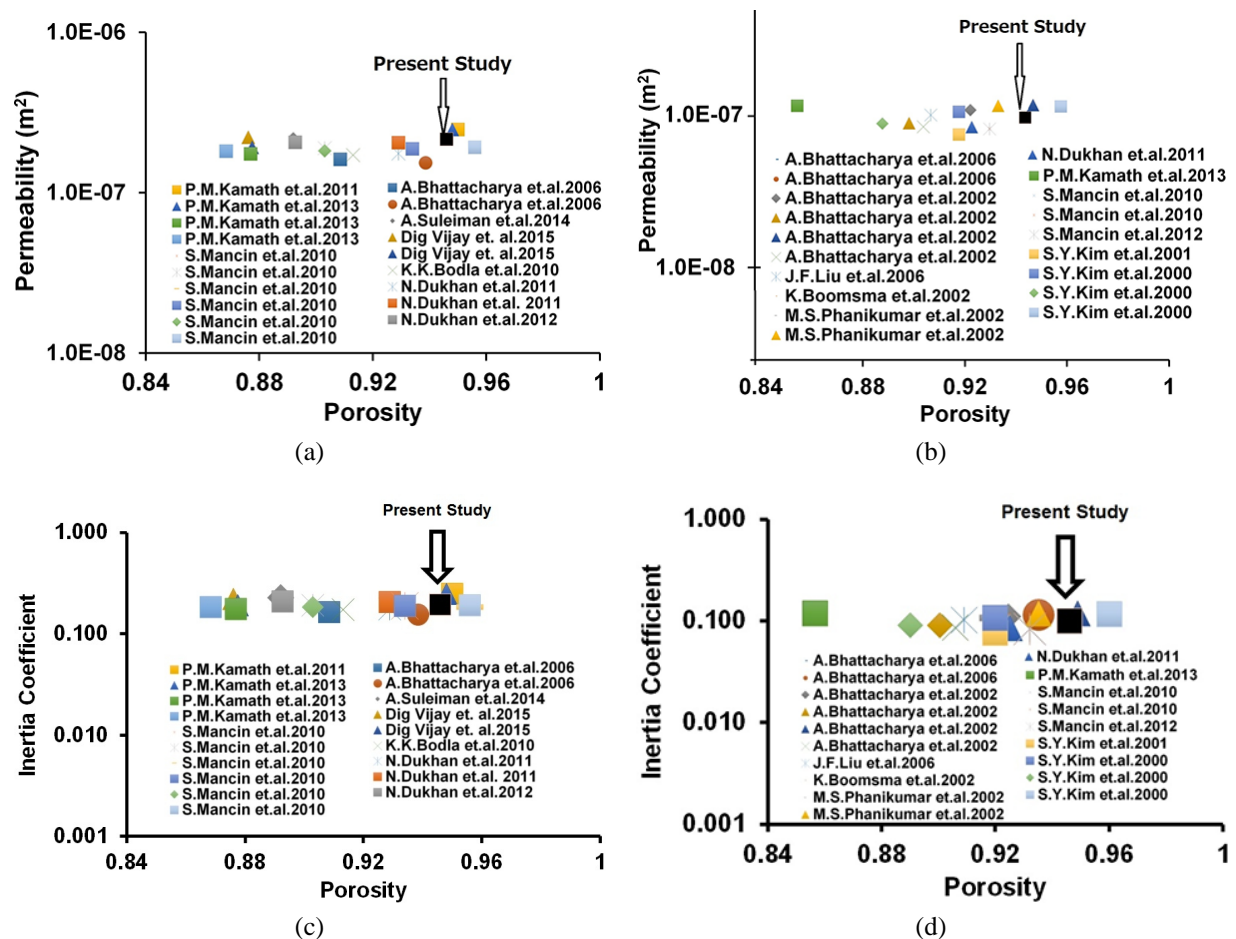 1.0E-06
Present Study
Permeability (m²)
P.M.Kamath et.al.2011
P.M.Kamath et.al.2013
P.M.Kamath et.al.2013
P.M.Kamath et.al.2013
S.Mancin et.al.2010
S.Mancin et.al.2010
S.Mancin et.al.2010
S.Mancin et.al.2010
S.Mancin et.al.2010
S.Mancin et.al.2010
A.Bhattacharya et.al.2006
A.Bhattacharya et.al.2006
A.Suleiman et.al.2014
Dig Vijay et. al.2015
Dig Vijay et. al.2015
K.K.Bodla et.al.2010
N.Dukhan et.al.2011
N.Dukhan et.al. 2011
N.Dukhan et.al.2012
1.0E-07
1.0E-08
0.84 0.88 0.92 0.96 1
Porosity
(a)
Present Study
Permeability (m²)
1.0E-07
1.0E-08
A.Bhattacharya et.al.2006
A.Bhattacharya et.al.2006
A.Bhattacharya et.al.2002
A.Bhattacharya et.al.2002
A.Bhattacharya et.al.2002
A.Bhattacharya et.al.2002
J.F.Liu et.al.2006
K.Boomsma et.al.2002
M.S.Phanikumar et.al.2002
M.S.Phanikumar et.al.2002
N.Dukhan et.al.2011
P.M.Kamath et.al.2013
S.Mancin et.al.2010
S.Mancin et.al.2010
S.Mancin et.al.2012
S.Y.Kim et.al.2001
S.Y.Kim et.al.2000
S.Y.Kim et.al.2000
S.Y.Kim et.al.2000
0.84 0.88 0.92 0.96 1
Porosity
(b)
Present Study
Inertia Coefficient
1.000
0.100
0.010
0.001
P.M.Kamath et.al.2011
P.M.Kamath et.al.2013
P.M.Kamath et.al.2013
P.M.Kamath et.al.2013
S.Mancin et.al.2010
S.Mancin et.al.2010
S.Mancin et.al.2010
S.Mancin et.al.2010
S.Mancin et.al.2010
S.Mancin et.al.2010
A.Bhattacharya et.al.2006
A.Bhattacharya et.al.2006
A.Suleiman et.al.2014
Dig Vijay et. al.2015
Dig Vijay et. al.2015
K.K.Bodla et.al.2010
N.Dukhan et.al.2011
N.Dukhan et.al. 2011
N.Dukhan et.al.2012
0.84 0.88 0.92 0.96 1
Porosity
(c)
Present Study
Inertia Coefficient
1.000
0.100
0.010
0.001
A.Bhattacharya et.al.2006
A.Bhattacharya et.al.2006
A.Bhattacharya et.al.2002
A.Bhattacharya et.al.2002
A.Bhattacharya et.al.2002
A.Bhattacharya et.al.2002
J.F.Liu et.al.2006
K.Boomsma et.al.2002
M.S.Phanikumar et.al.2002
M.S.Phanikumar et.al.2002
N.Dukhan et.al.2011
P.M.Kamath et.al.2013
S.Mancin et.al.2010
S.Mancin et.al.2010
S.Mancin et.al.2012
S.Y.Kim et.al.2001
S.Y.Kim et.al.2000
S.Y.Kim et.al.2000
S.Y.Kim et.al.2000
0.84 0.88 0.92 0.96 1
Porosity
(d)